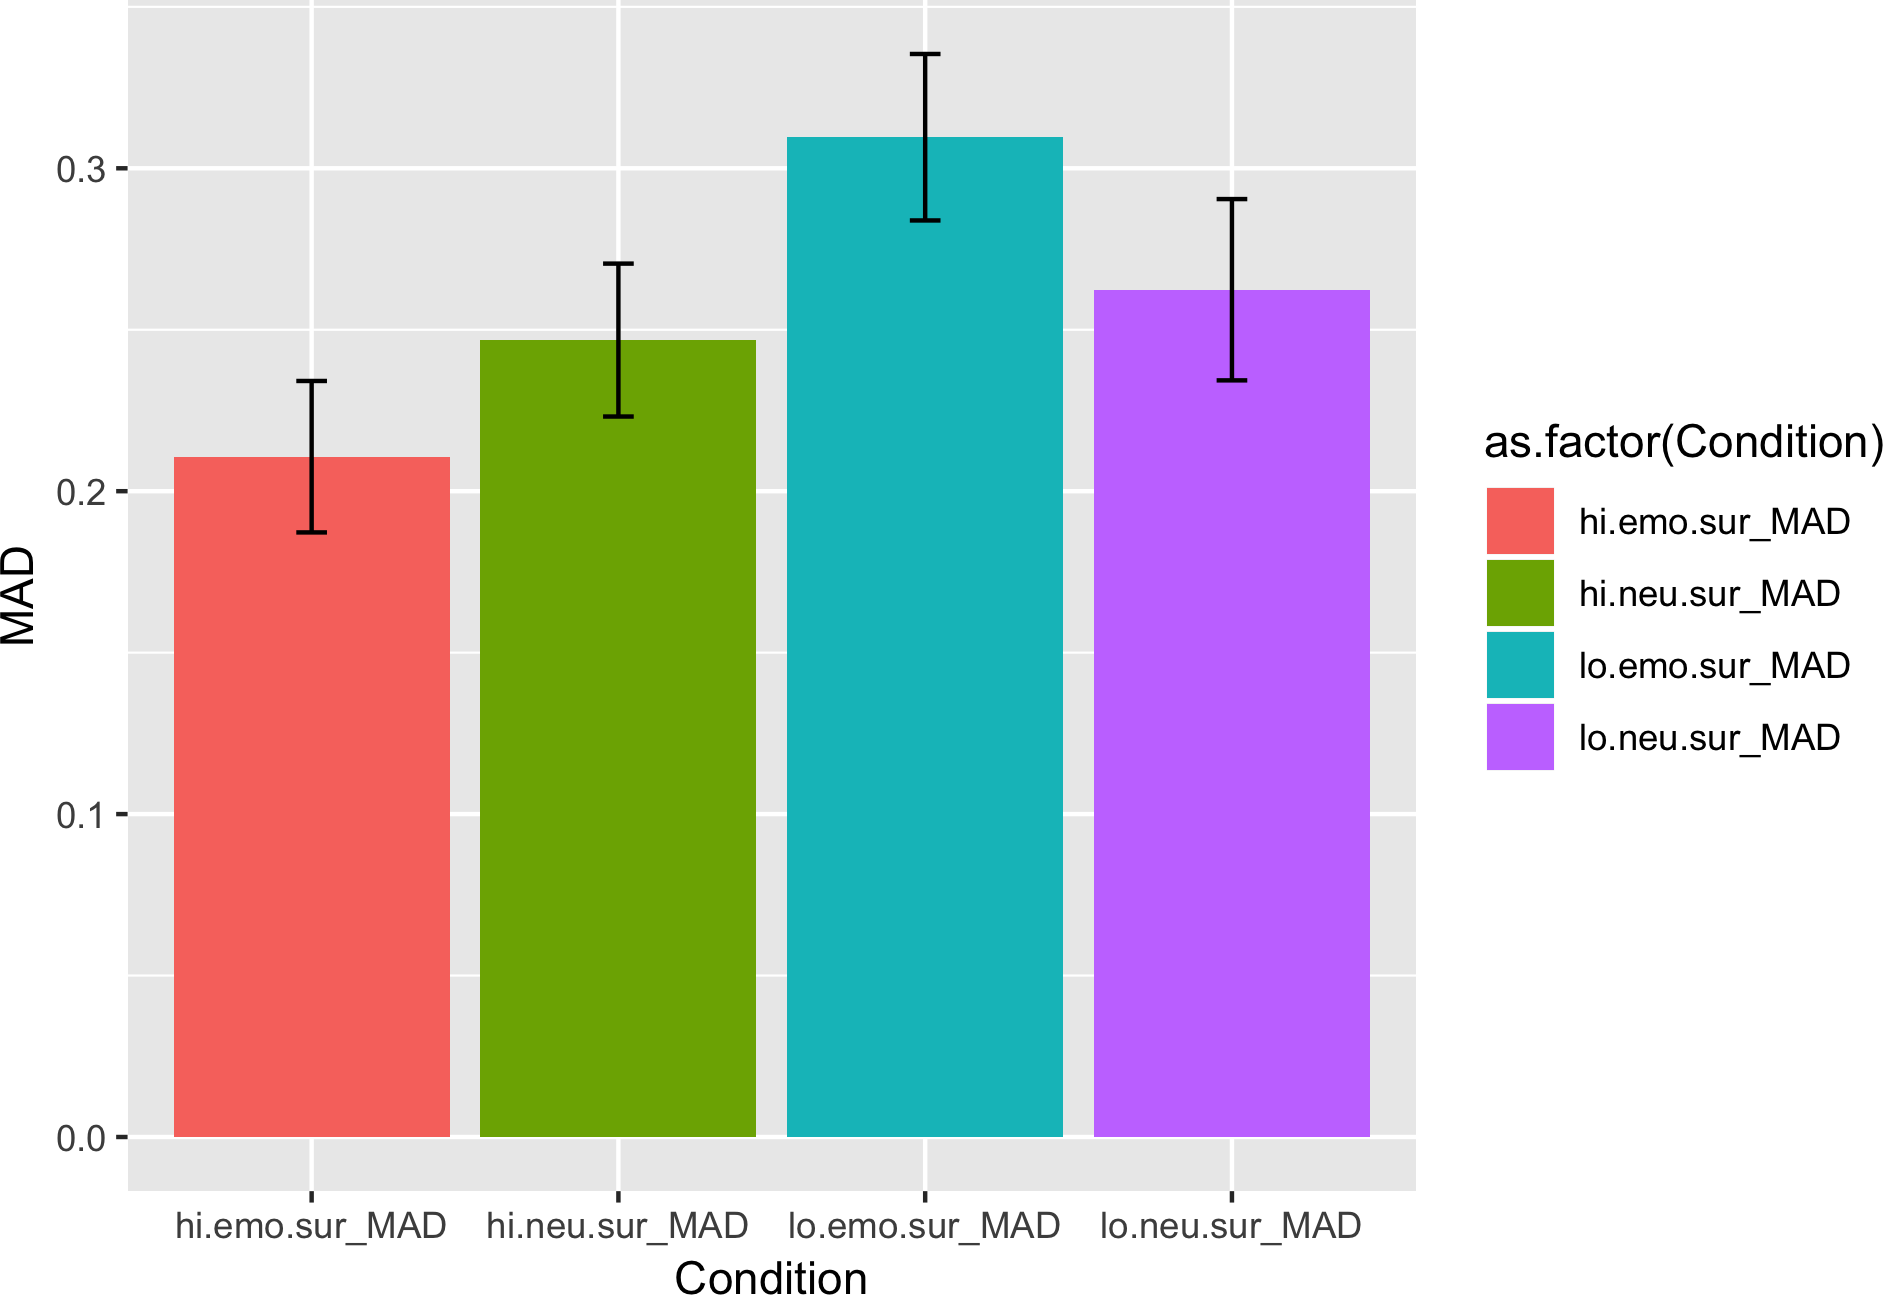 MAD
0.3
0.2
0.1
0.0
hi.emo.sur_MAD hi.neu.sur_MAD lo.emo.sur_MAD lo.neu.sur_MAD
Condition
as.factor(Condition)
hi.emo.sur_MAD
hi.neu.sur_MAD
lo.emo.sur_MAD
lo.neu.sur_MAD